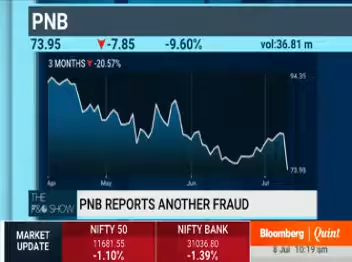 PNB
73.95 ▼-7.85 -9.60% vol:36.81 m
3 MONTHS ▼-20.57%
94.35
73.95
Apr May Jun Jul
THE
P&G SHOW
PNB REPORTS ANOTHER FRAUD
MARKET
UPDATE
NIFTY 50
11681.55
-1.10%
NIFTY BANK
31036.80
-1.39%
Bloomberg | Quint
8 Jul 10:19 am